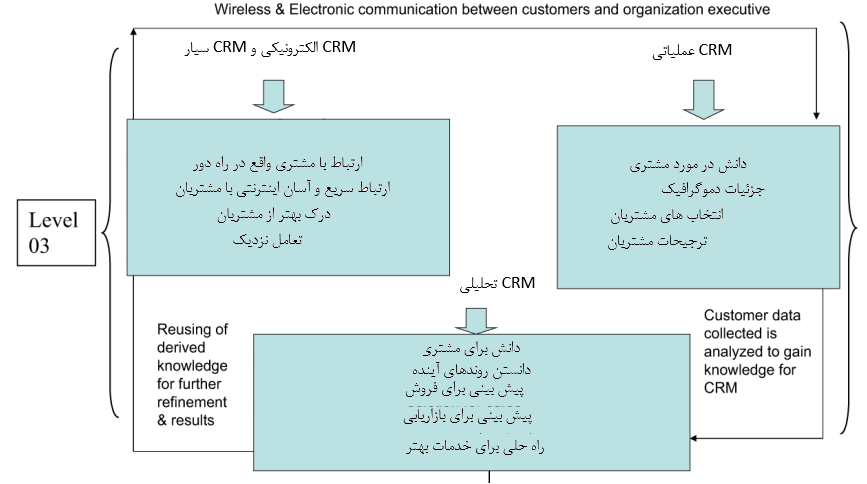 Wireless & Electronic communication between customers and organization executive
CRM الکترونیکی و CRM سیار
CRM عملیاتی
ارتباط با مشتری واقع در راه دور
ارتباط سریع و آسان اینترنتی با مشتریان
درک بهتر از مشتریان
تعامل نزدیک
دانش در مورد مشتری
جزئیات دموگرافیک
انتخاب های مشتریان
ترجیحات مشتریان
Level
03
CRM تحلیلی
Reusing of
derived
knowledge
for further
refinement
& results
دانش برای مشتری
دانستن روندهای آینده
پیش بینی برای فروش
پیش بینی برای بازاریابی
راه حلی برای خدمات بهتر
Customer data
collected is
analyzed to gain
knowledge for
CRM